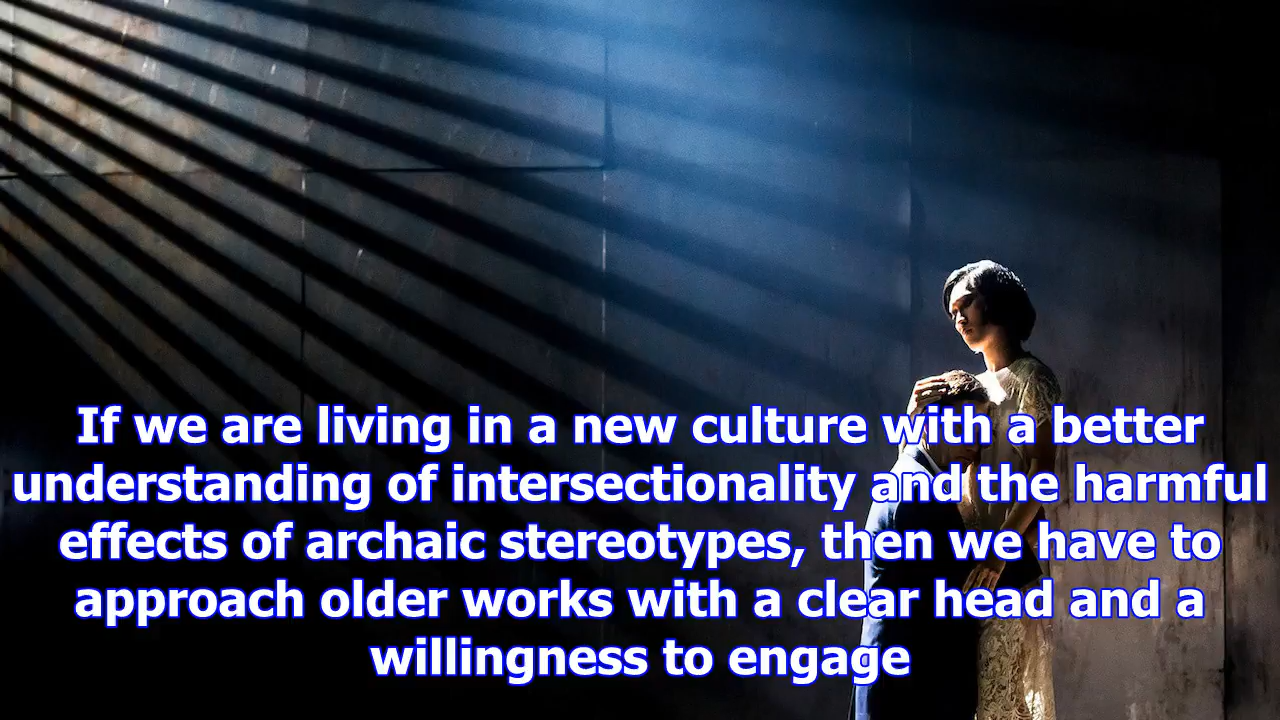 If we are living in a new culture with a better
understanding of intersectionality and the harmful
effects of archaic stereotypes, then we have to
approach older works with a clear head and a
willingness to engage